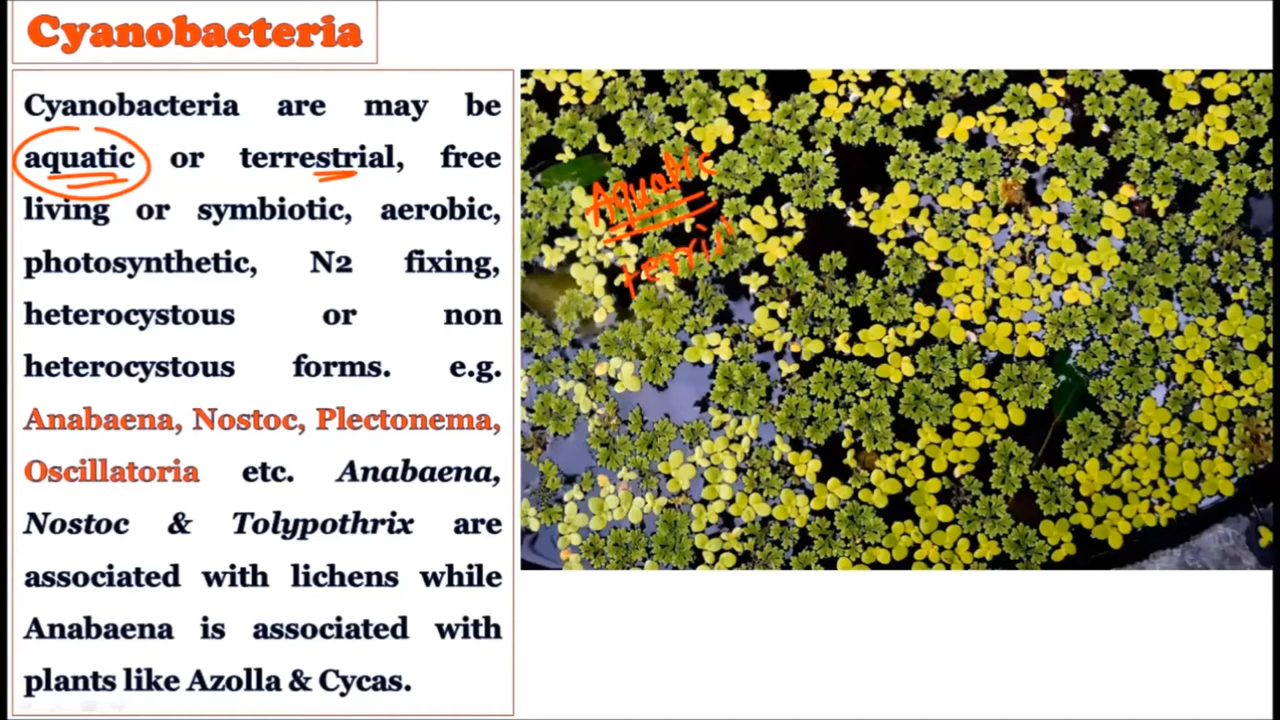 Cyanobacteria
Cyanobacteria are may be
aquatic or terrestrial, free
living or symbiotic, aerobic,
photosynthetic, N2 fixing,
heterocystous or non
heterocystous forms. e.g.
Anabaena, Nostoc, Plectonema,
Oscillatoria etc. Anabaena,
Nostoc & Tolypothrix are
associated with lichens while
Anabaena is associated with
plants like Azolla & Cycas.
Aquatic
terrisi